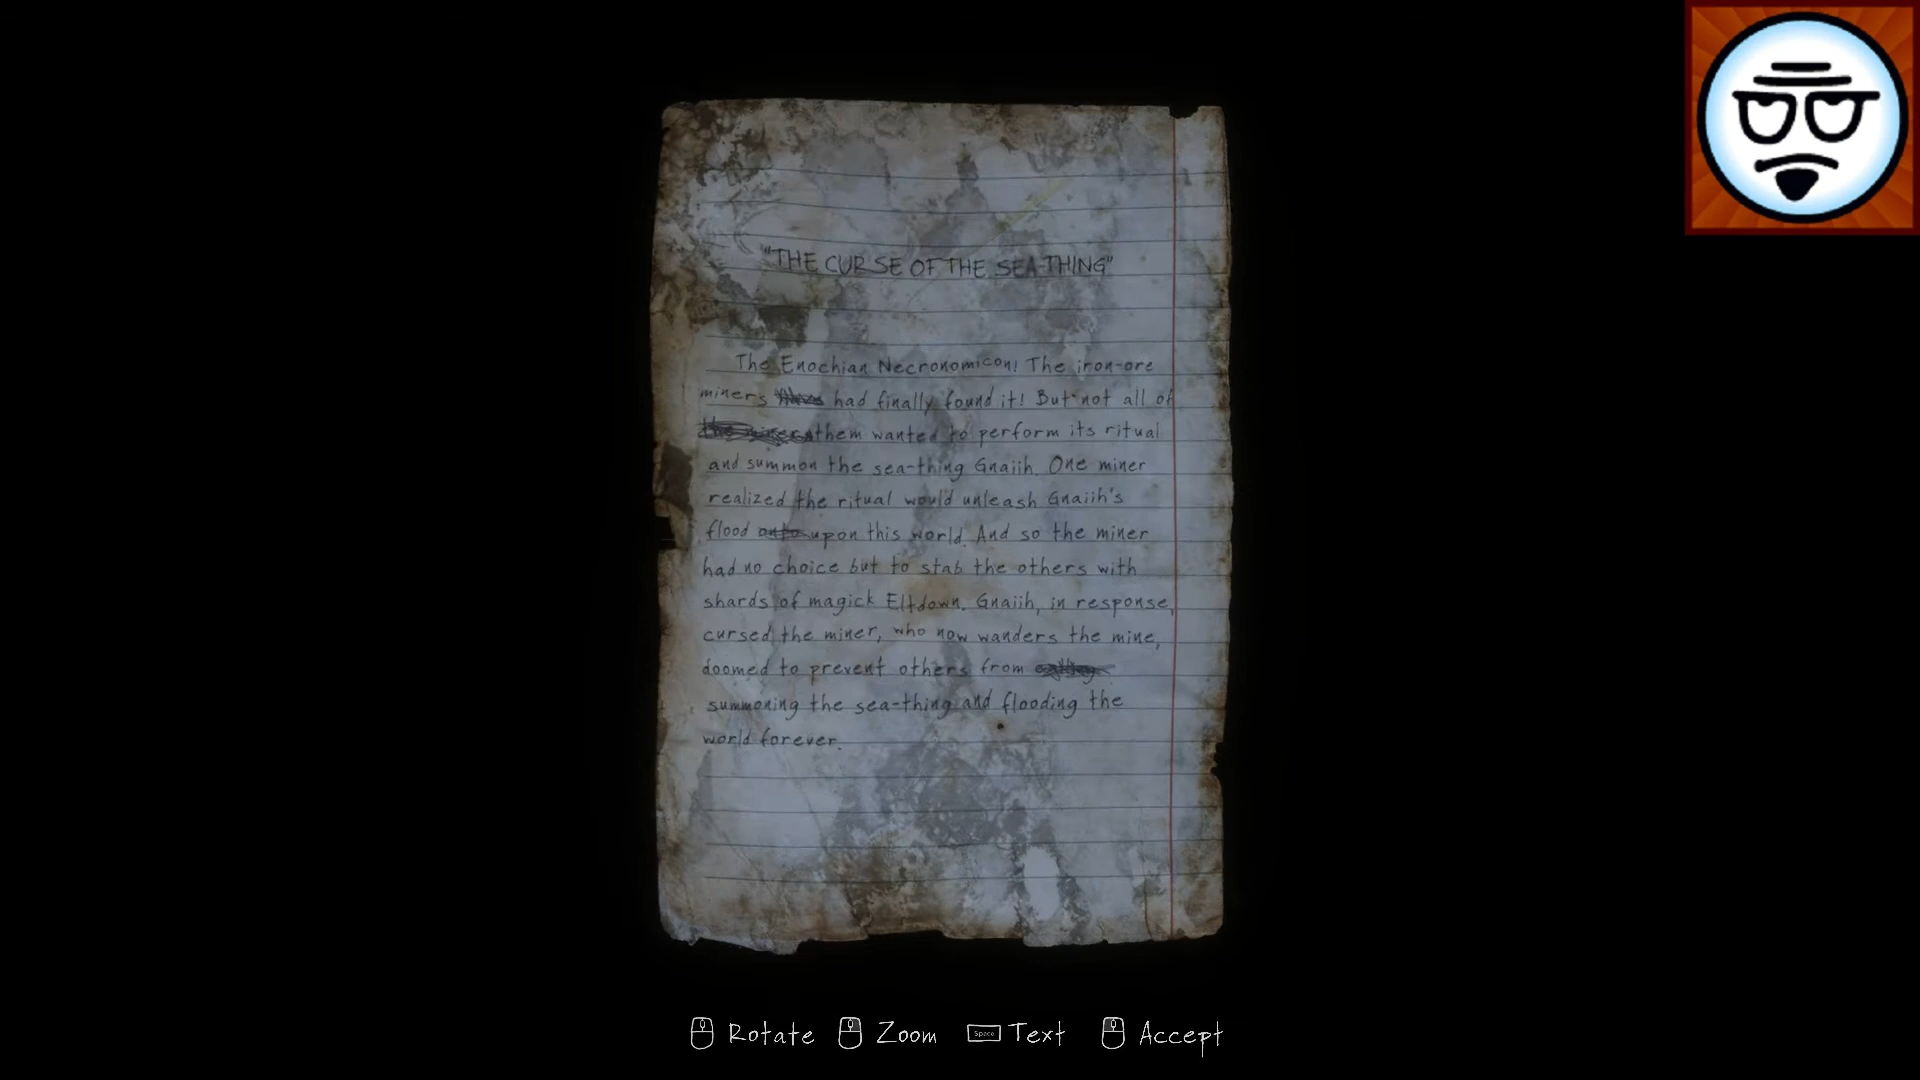 "THE CURSE OF THE SEA-THING"
The Enochian Necronomicon! The iron-ore
miners had finally found it! But not all of
them wanted to perform its ritual
and summon the sea-thing Gnaiih. One miner
realized the ritual would unleash Gnaiih's
flood upon this world. And so the miner
had no choice but to stab the others with
shards of magick Eltdown. Gnaiih, in response,
cursed the miner, who now wanders the mine,
doomed to prevent others from
summoning the sea-thing and flooding the
world forever.
Rotate Zoom Space Text Accept